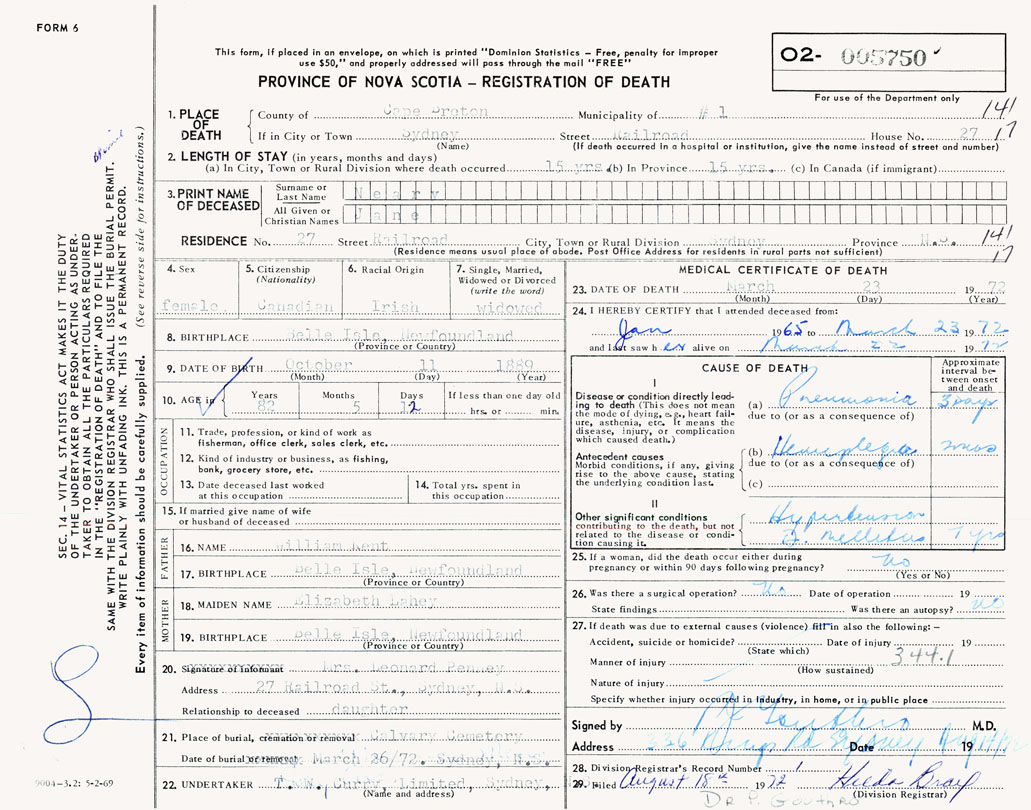 FORM 6
This form, if placed in an envelope, on which is printed "Dominion Statistics — Free, penalty for improper
use $50," and properly addressed will pass through the mail "FREE"
PROVINCE OF NOVA SCOTIA – REGISTRATION OF DEATH
O2- 005750
For use of the Department only
SEC. 14 — VITAL STATISTICS ACT MAKES IT THE DUTY
OF THE UNDERTAKER OR PERSON ACTING AS UNDER-
TAKER TO OBTAIN ALL THE PARTICULARS REQUIRED
IN THE "REGISTRATION OF DEATH" AND TO FILE THE
SAME WITH THE DIVISION REGISTRAR WHO SHALL ISSUE THE BURIAL PERMIT.
WRITE PLAINLY WITH UNFADING INK. THIS IS A PERMANENT RECORD.
Every item of information should be carefully supplied. (See reverse side for instructions.)
1. PLACE OF DEATH
County of Cape Breton Municipality of # 1 141
If in City or Town Sydney Street Railroad House No. 27 17
(Name) (If death occurred in a hospital or institution, give the name instead of street and number)
2. LENGTH OF STAY (in years, months and days)
(a) In City, Town or Rural Division where death occurred 15 yrs. (b) In Province 15 yrs. (c) In Canada (if immigrant)
3. PRINT NAME OF DECEASED
Surname or Last Name Neary
All Given or Christian Names Jane
RESIDENCE No. 27 Street Railroad City, Town or Rural Division Sydney Province N.S. 141
(Residence means usual place of abode. Post Office Address for residents in rural parts not sufficient) 17
4. Sex
female
5. Citizenship (Nationality)
Canadian
6. Racial Origin
Irish
7. Single, Married, Widowed or Divorced (write the word)
widowed
8. BIRTHPLACE Belle Isle, Newfoundland
(Province or Country)
9. DATE OF BIRTH October 11 1889
(Month) (Day) (Year)
10. AGE in Years Months Days If less than one day old
82 5 12 hrs. or min.
OCCUPATION
11. Trade, profession, or kind of work as
fisherman, office clerk, sales clerk, etc.
12. Kind of industry or business, as fishing,
bank, grocery store, etc.
13. Date deceased last worked
at this occupation
14. Total yrs. spent in
this occupation
15. If married give name of wife
or husband of deceased
FATHER
16. NAME William Kent
17. BIRTHPLACE Belle Isle, Newfoundland
(Province or Country)
MOTHER
18. MAIDEN NAME Elizabeth Lahey
19. BIRTHPLACE Belle Isle, Newfoundland
(Province or Country)
20. Signature of Informant Mrs. Leonard Penney
Address 27 Railroad St., Sydney, N.S.
Relationship to deceased daughter
21. Place of burial, cremation or removal Calvary Cemetery
Date of burial or removal March 26/72. Sydney, N.S.
22. UNDERTAKER T.W. Curry Limited, Sydney,
(Name and address)
9004-3.2: 5-2-69
MEDICAL CERTIFICATE OF DEATH
23. DATE OF DEATH March 23 1972
(Month) (Day) (Year)
24. I HEREBY CERTIFY that I attended deceased from:
Jan 1965 to March 23 1972
and last saw her alive on March 22 1972
CAUSE OF DEATH
Approximate interval between onset and death
I
Disease or condition directly lead-
ing to death (This does not mean
the mode of dying, e.g., heart fail-
ure, asthenia, etc. It means the
disease, injury, or complication
which caused death.)
(a) Pneumonia 3 days
due to (or as a consequence of)
Antecedent causes
Morbid conditions, if any, giving
rise to the above cause, stating
the underlying condition last.
(b) Hemiplegia mos
due to (or as a consequence of)
(c)
II
Other significant conditions
contributing to the death, but not
related to the disease or condi-
tion causing it.
Hypertension
D. Mellitus 7 yrs
25. If a woman, did the death occur either during
pregnancy or within 90 days following pregnancy? No
(Yes or No)
26. Was there a surgical operation? No Date of operation 19
State findings Was there an autopsy? no
27. If death was due to external causes (violence) fill in also the following:—
Accident, suicide or homicide? Date of injury 19
(State which)
Manner of injury 344.1
(How sustained)
Nature of injury
Specify whether injury occurred in Industry, in home, or in public place
Signed by P Gouthro M.D.
Address 236 Kings Rd Sydney Date 19
28. Division Registrar's Record Number
29. Filed August 18th 1972
(Division Registrar)
DR P. GOUTHRO